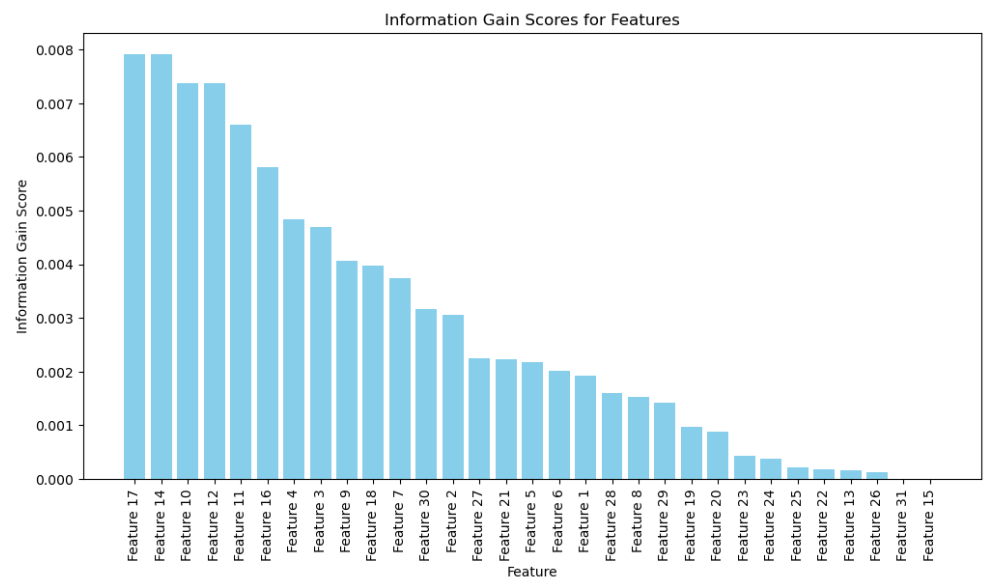 Information Gain Scores for Features
Information Gain Score
0.008
0.007
0.006
0.005
0.004
0.003
0.002
0.001
0.000
Feature 17
Feature 14
Feature 10
Feature 12
Feature 11
Feature 16
Feature 4
Feature 3
Feature 9
Feature 18
Feature 7
Feature 30
Feature 2
Feature 27
Feature 21
Feature 5
Feature 6
Feature 1
Feature 28
Feature 8
Feature 29
Feature 19
Feature 20
Feature 23
Feature 24
Feature 25
Feature 22
Feature 13
Feature 26
Feature 31
Feature 15
Feature